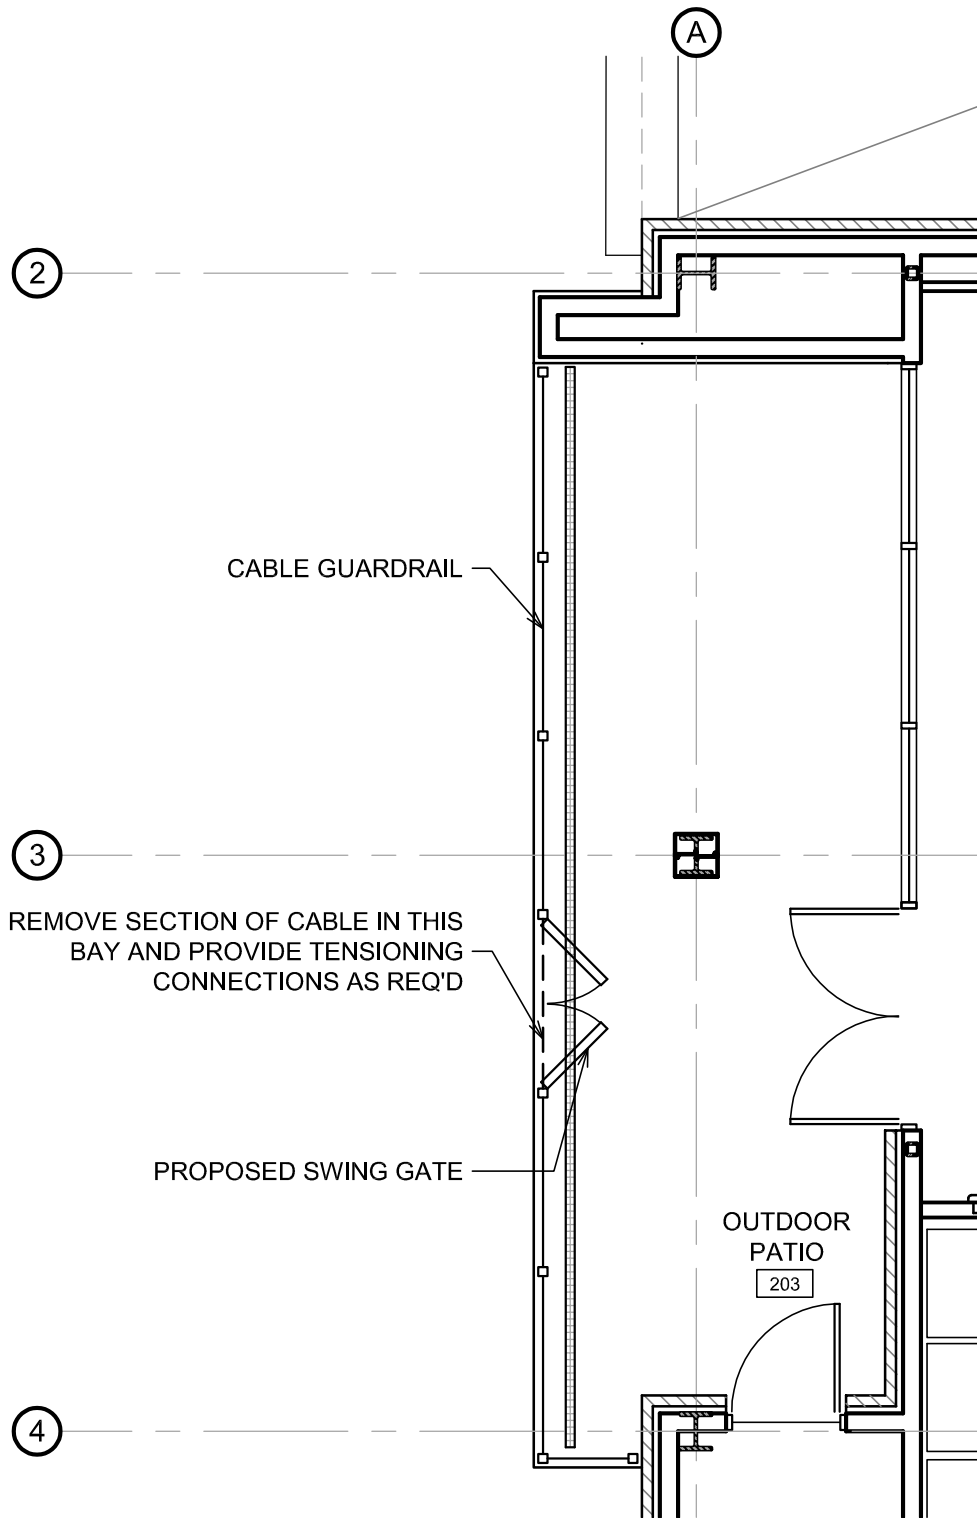 A
2
CABLE GUARDRAIL
3
REMOVE SECTION OF CABLE IN THIS
BAY AND PROVIDE TENSIONING
CONNECTIONS AS REQ'D
PROPOSED SWING GATE
OUTDOOR
PATIO
203
4